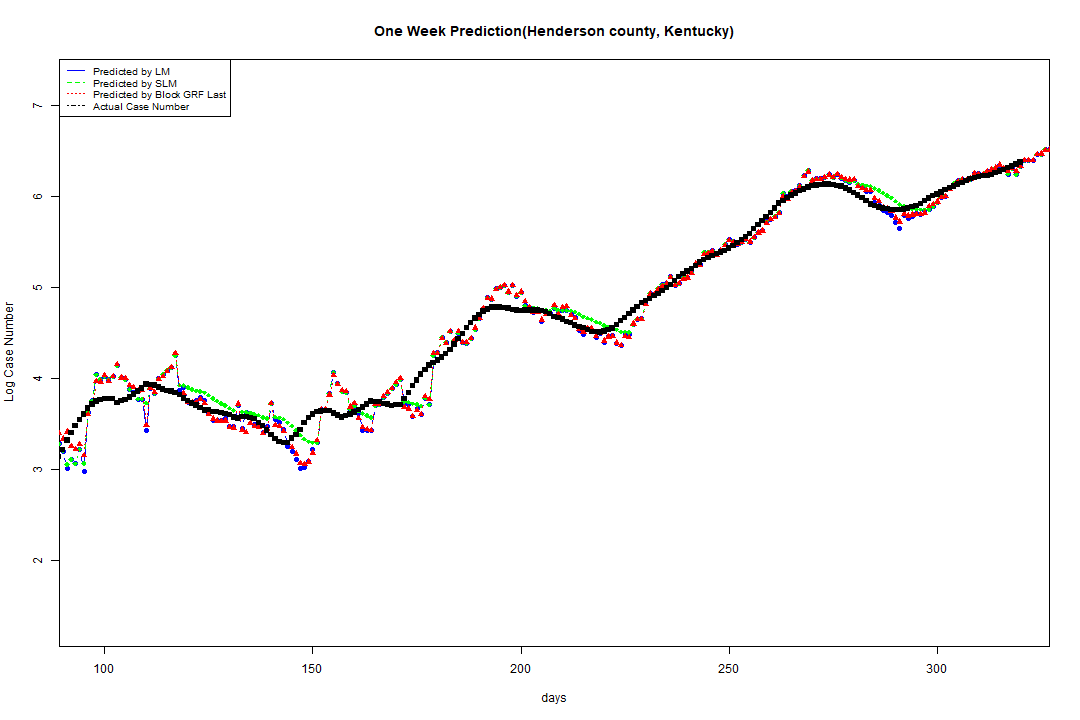 One Week Prediction(Henderson county, Kentucky)
Predicted by LM
Predicted by SLM
Predicted by Block GRF Last
Actual Case Number
7
6
5
4
3
2
Log Case Number
100 150 200 250 300
days